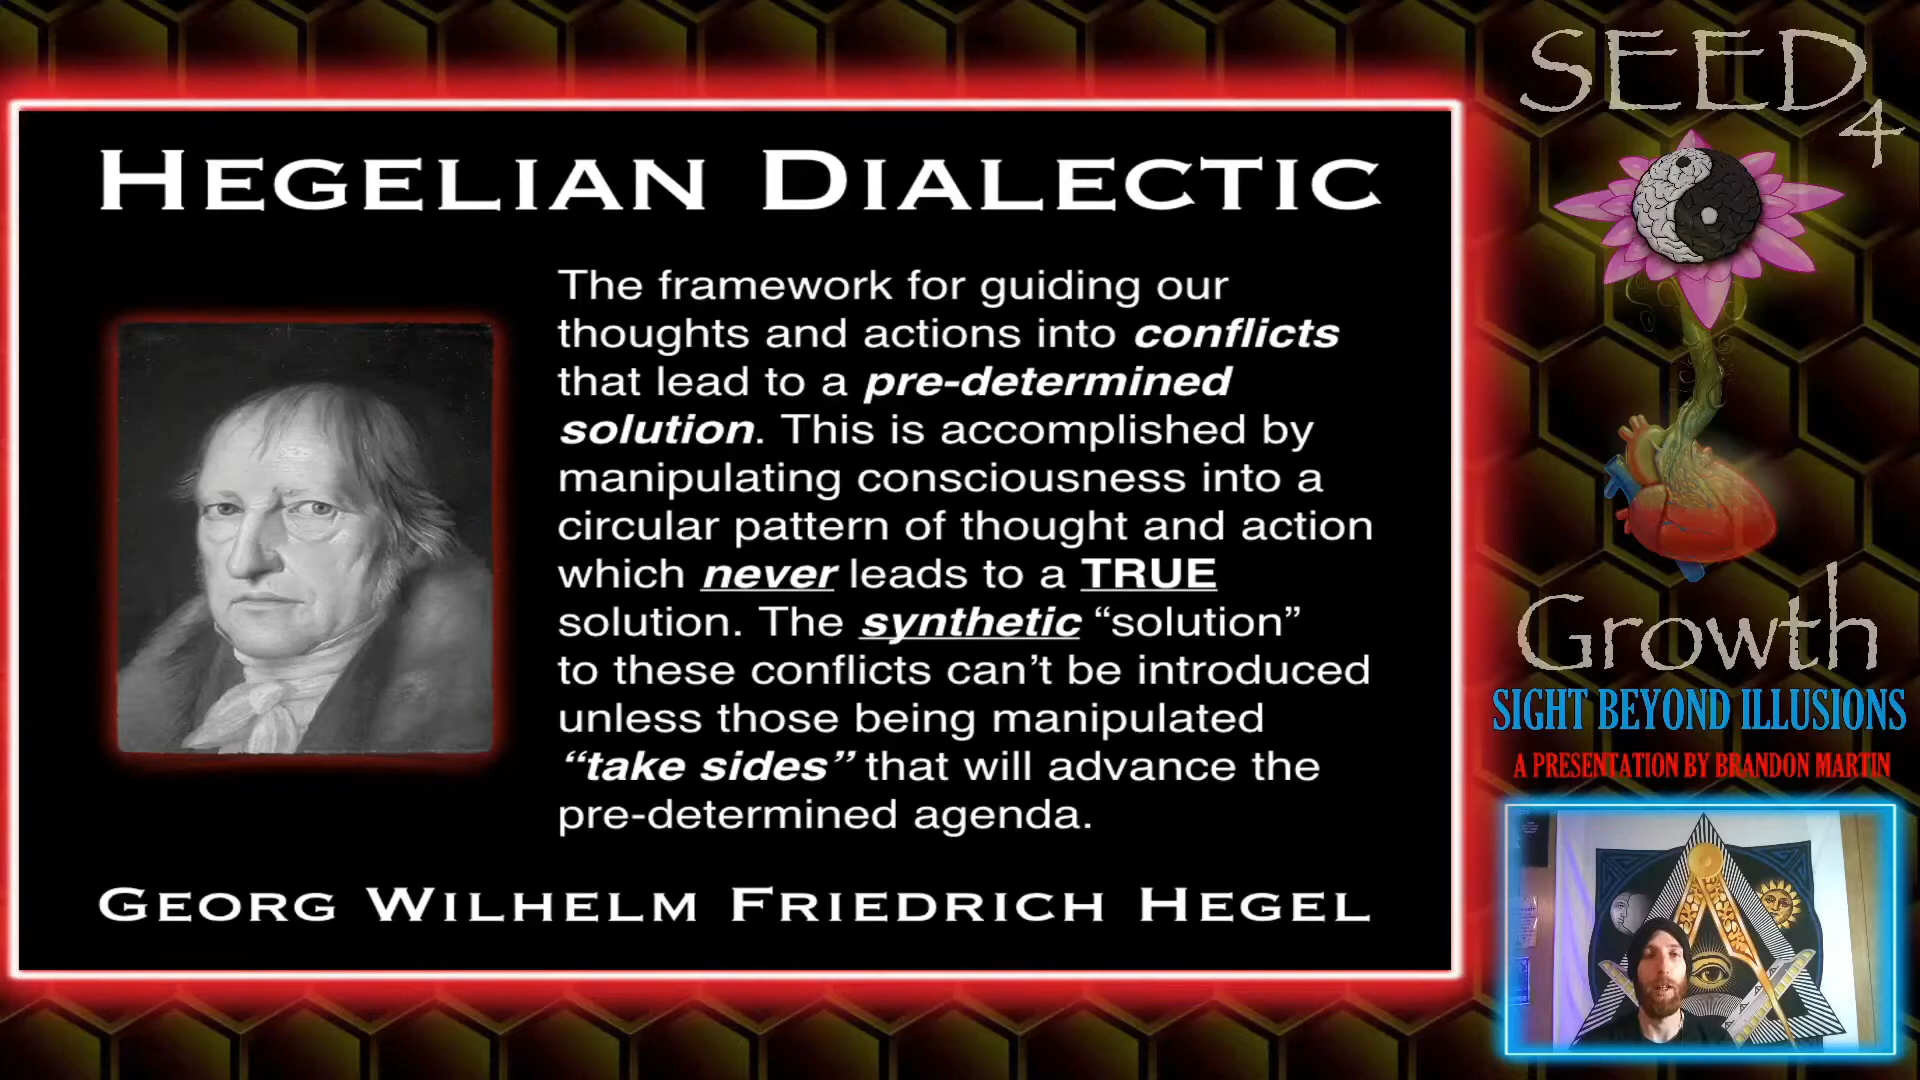 HEGELIAN DIALECTIC
The framework for guiding our
thoughts and actions into conflicts
that lead to a pre-determined
solution. This is accomplished by
manipulating consciousness into a
circular pattern of thought and action
which never leads to a TRUE
solution. The synthetic “solution”
to these conflicts can’t be introduced
unless those being manipulated
“take sides” that will advance the
pre-determined agenda.
GEORG WILHELM FRIEDRICH HEGEL
SEED
4
Growth
SIGHT BEYOND ILLUSIONS
A PRESENTATION BY BRANDON MARTIN